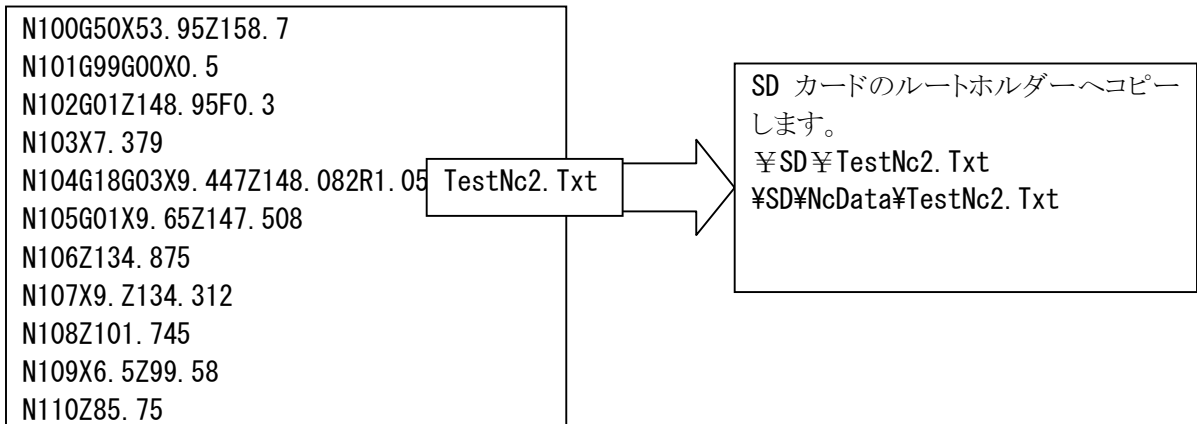 N100G50X53.95Z158.7
N101G99G00X0.5
N102G01Z148.95F0.3
N103X7.379
N104G18G03X9.447Z148.082R1.05
N105G01X9.65Z147.508
N106Z134.875
N107X9.Z134.312
N108Z101.745
N109X6.5Z99.58
N110Z85.75
TestNc2.Txt
SD カードのルートホルダーへコピー
します。
￥SD￥TestNc2.Txt
¥SD¥NcData¥TestNc2.Txt